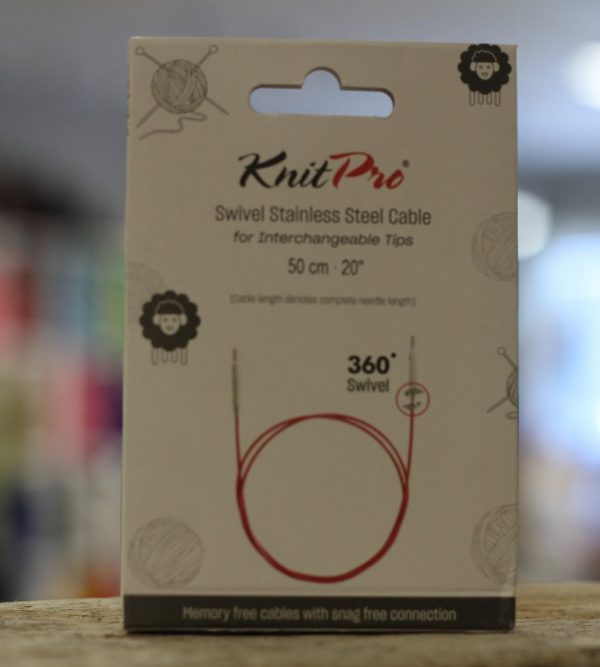 KnitPro®
Swivel Stainless Steel Cable
for Interchangeable Tips
50 cm · 20"
(Cable length denotes complete needle length)
360°
Swivel
Memory free cables with snag free connection